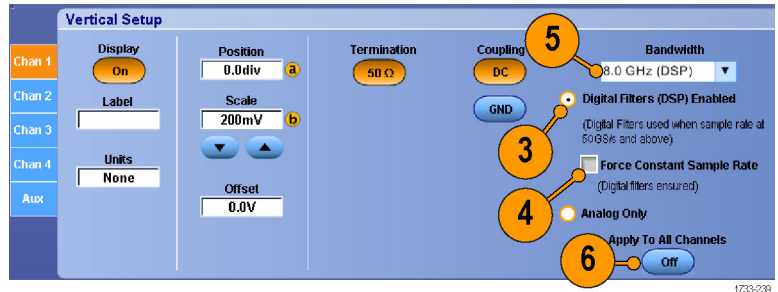 Vertical Setup
Chan 1
Chan 2
Chan 3
Chan 4
Aux
Display
On
Label
Units
None
Position
0.0div
a
Scale
200mV
b
Offset
0.0V
Termination
50 Ω
Coupling
DC
GND
5
Bandwidth
8.0 GHz (DSP)
3
Digital Filters (DSP) Enabled
(Digital Filters used when sample rate at
50GS/s and above)
4
Force Constant Sample Rate
(Digital filters ensured)
Analog Only
6
Apply To All Channels
Off
1733-239